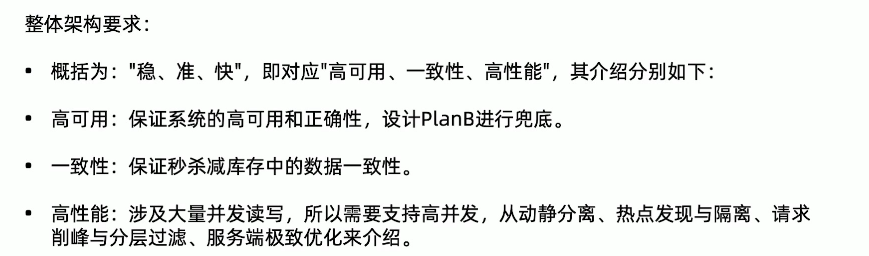 整体架构要求：
• 概括为："稳、准、快"，即对应"高可用、一致性、高性能"，其介绍分别如下：
• 高可用：保证系统的高可用和正确性，设计PlanB进行兜底。
• 一致性：保证秒杀减库存中的数据一致性。
• 高性能：涉及大量并发读写，所以需要支持高并发，从动静分离、热点发现与隔离、请求
削峰与分层过滤、服务端极致优化来介绍。